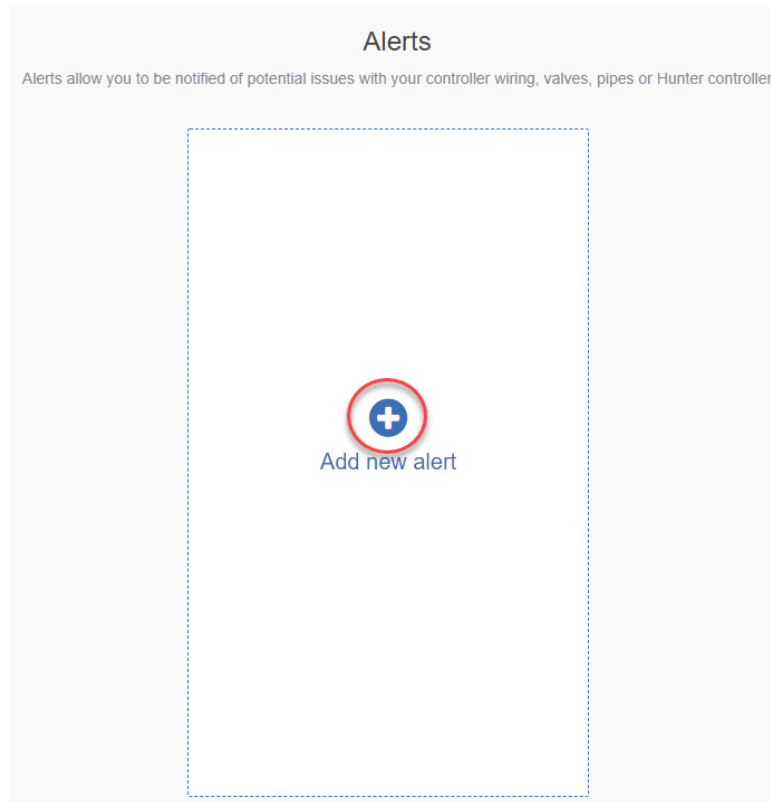 Alerts
Alerts allow you to be notified of potential issues with your controller wiring, valves, pipes or Hunter controller
Add new alert